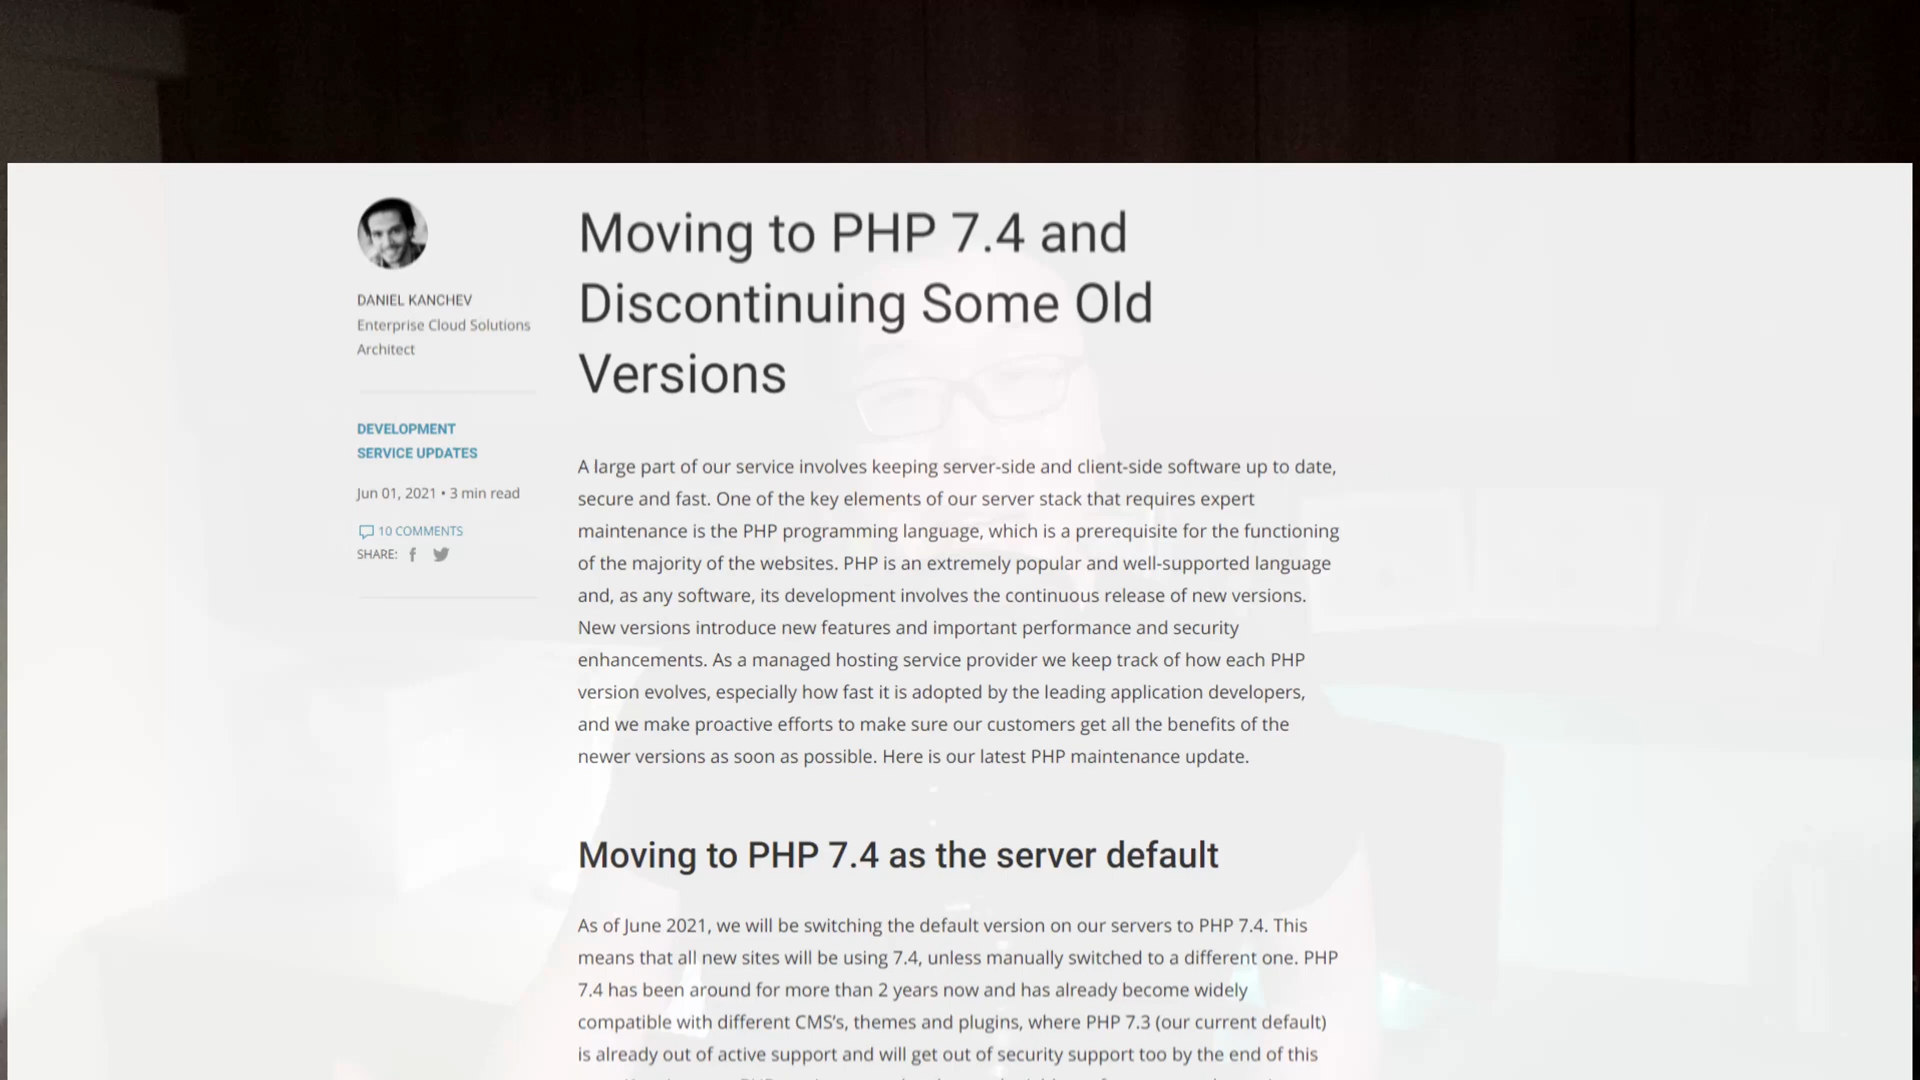 DANIEL KANCHEV
Enterprise Cloud Solutions
Architect
DEVELOPMENT
SERVICE UPDATES
Jun 01, 2021 • 3 min read
10 COMMENTS
SHARE:
Moving to PHP 7.4 and
Discontinuing Some Old
Versions
A large part of our service involves keeping server-side and client-side software up to date,
secure and fast. One of the key elements of our server stack that requires expert
maintenance is the PHP programming language, which is a prerequisite for the functioning
of the majority of the websites. PHP is an extremely popular and well-supported language
and, as any software, its development involves the continuous release of new versions.
New versions introduce new features and important performance and security
enhancements. As a managed hosting service provider we keep track of how each PHP
version evolves, especially how fast it is adopted by the leading application developers,
and we make proactive efforts to make sure our customers get all the benefits of the
newer versions as soon as possible. Here is our latest PHP maintenance update.
Moving to PHP 7.4 as the server default
As of June 2021, we will be switching the default version on our servers to PHP 7.4. This
means that all new sites will be using 7.4, unless manually switched to a different one. PHP
7.4 has been around for more than 2 years now and has already become widely
compatible with different CMS's, themes and plugins, where PHP 7.3 (our current default)
is already out of active support and will get out of security support too by the end of this